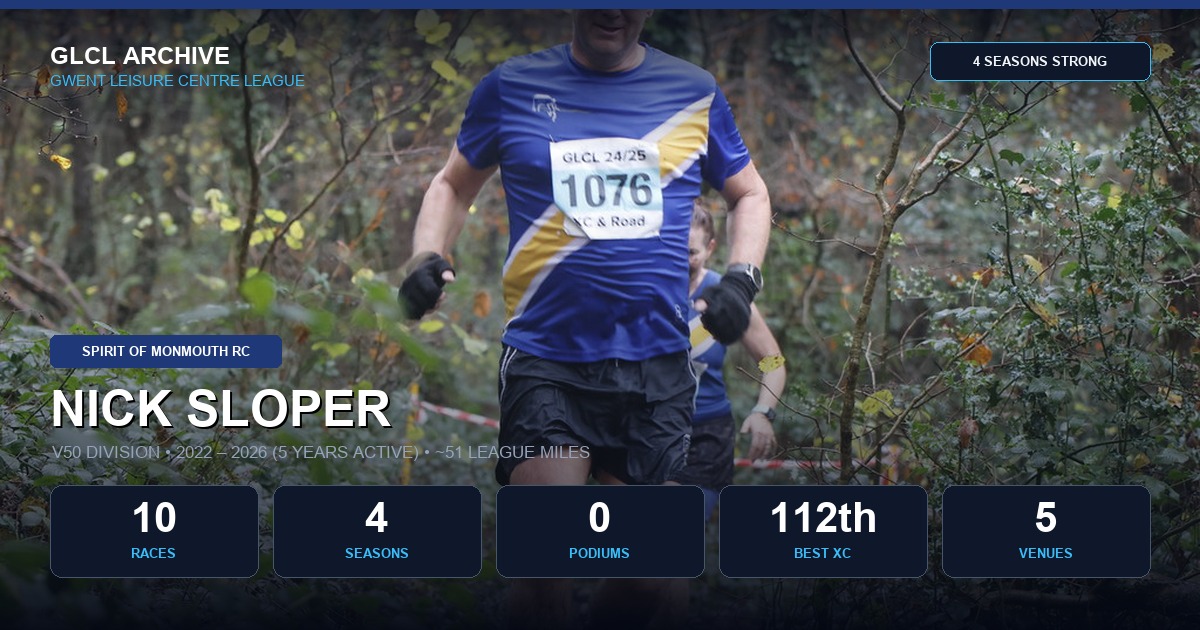 GLCL ARCHIVE
GWENT LEISURE CENTRE LEAGUE
4 SEASONS STRONG
GLCL 24/25
1076
XC & Road
SPIRIT OF MONMOUTH RC
NICK SLOPER
V50 DIVISION • 2022 – 2026 (5 YEARS ACTIVE) • ~51 LEAGUE MILES
10
RACES
4
SEASONS
0
PODIUMS
112th
BEST XC
5
VENUES